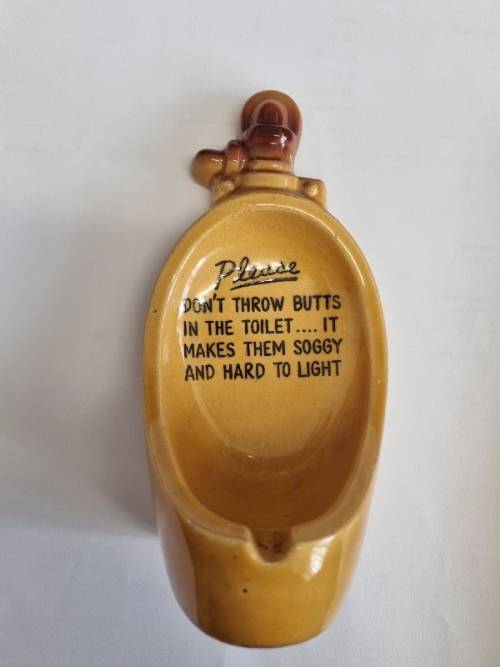 Please
DON'T THROW BUTTS
IN THE TOILET.... IT
MAKES THEM SOGGY
AND HARD TO LIGHT